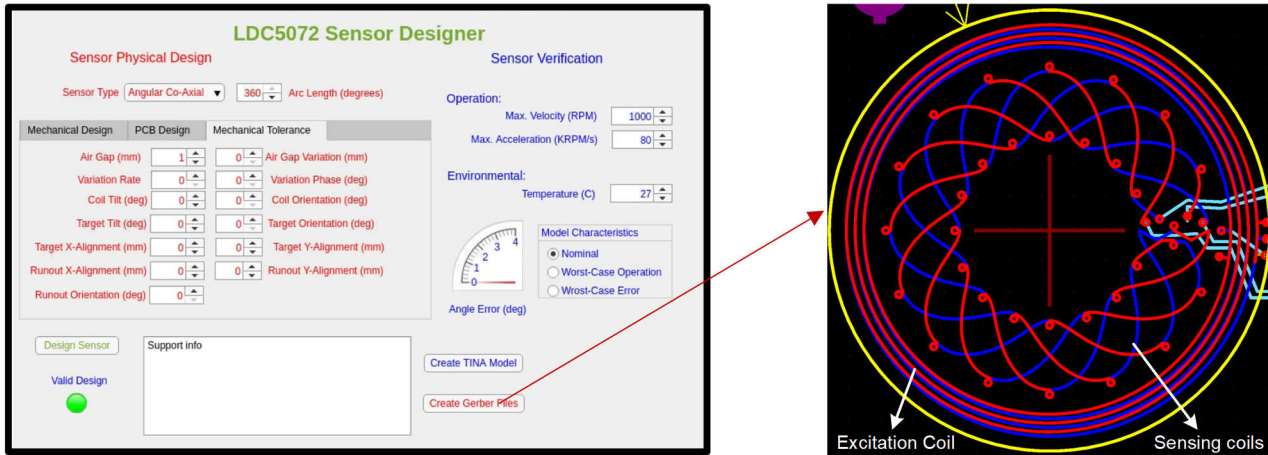 LDC5072 Sensor Designer
Sensor Physical Design
Sensor Type Angular Co-Axial 360 Arc Length (degrees)
Mechanical Design PCB Design Mechanical Tolerance
Air Gap (mm) 1 0 Air Gap Variation (mm)
Variation Rate 0 0 Variation Phase (deg)
Coil Tilt (deg) 0 0 Coil Orientation (deg)
Target Tilt (deg) 0 0 Target Orientation (deg)
Target X-Alignment (mm) 0 0 Target Y-Alignment (mm)
Runout X-Alignment (mm) 0 0 Runout Y-Alignment (mm)
Runout Orientation (deg) 0
Design Sensor
Valid Design
Support info
Sensor Verification
Operation:
Max. Velocity (RPM) 1000
Max. Acceleration (KRPM/s) 80
Environmental:
Temperature (C) 27
0 1 2 3 4
Angle Error (deg)
Model Characteristics
Nominal
Worst-Case Operation
Wrost-Case Error
Create TINA Model
Create Gerber Files
Excitation Coil
Sensing coils